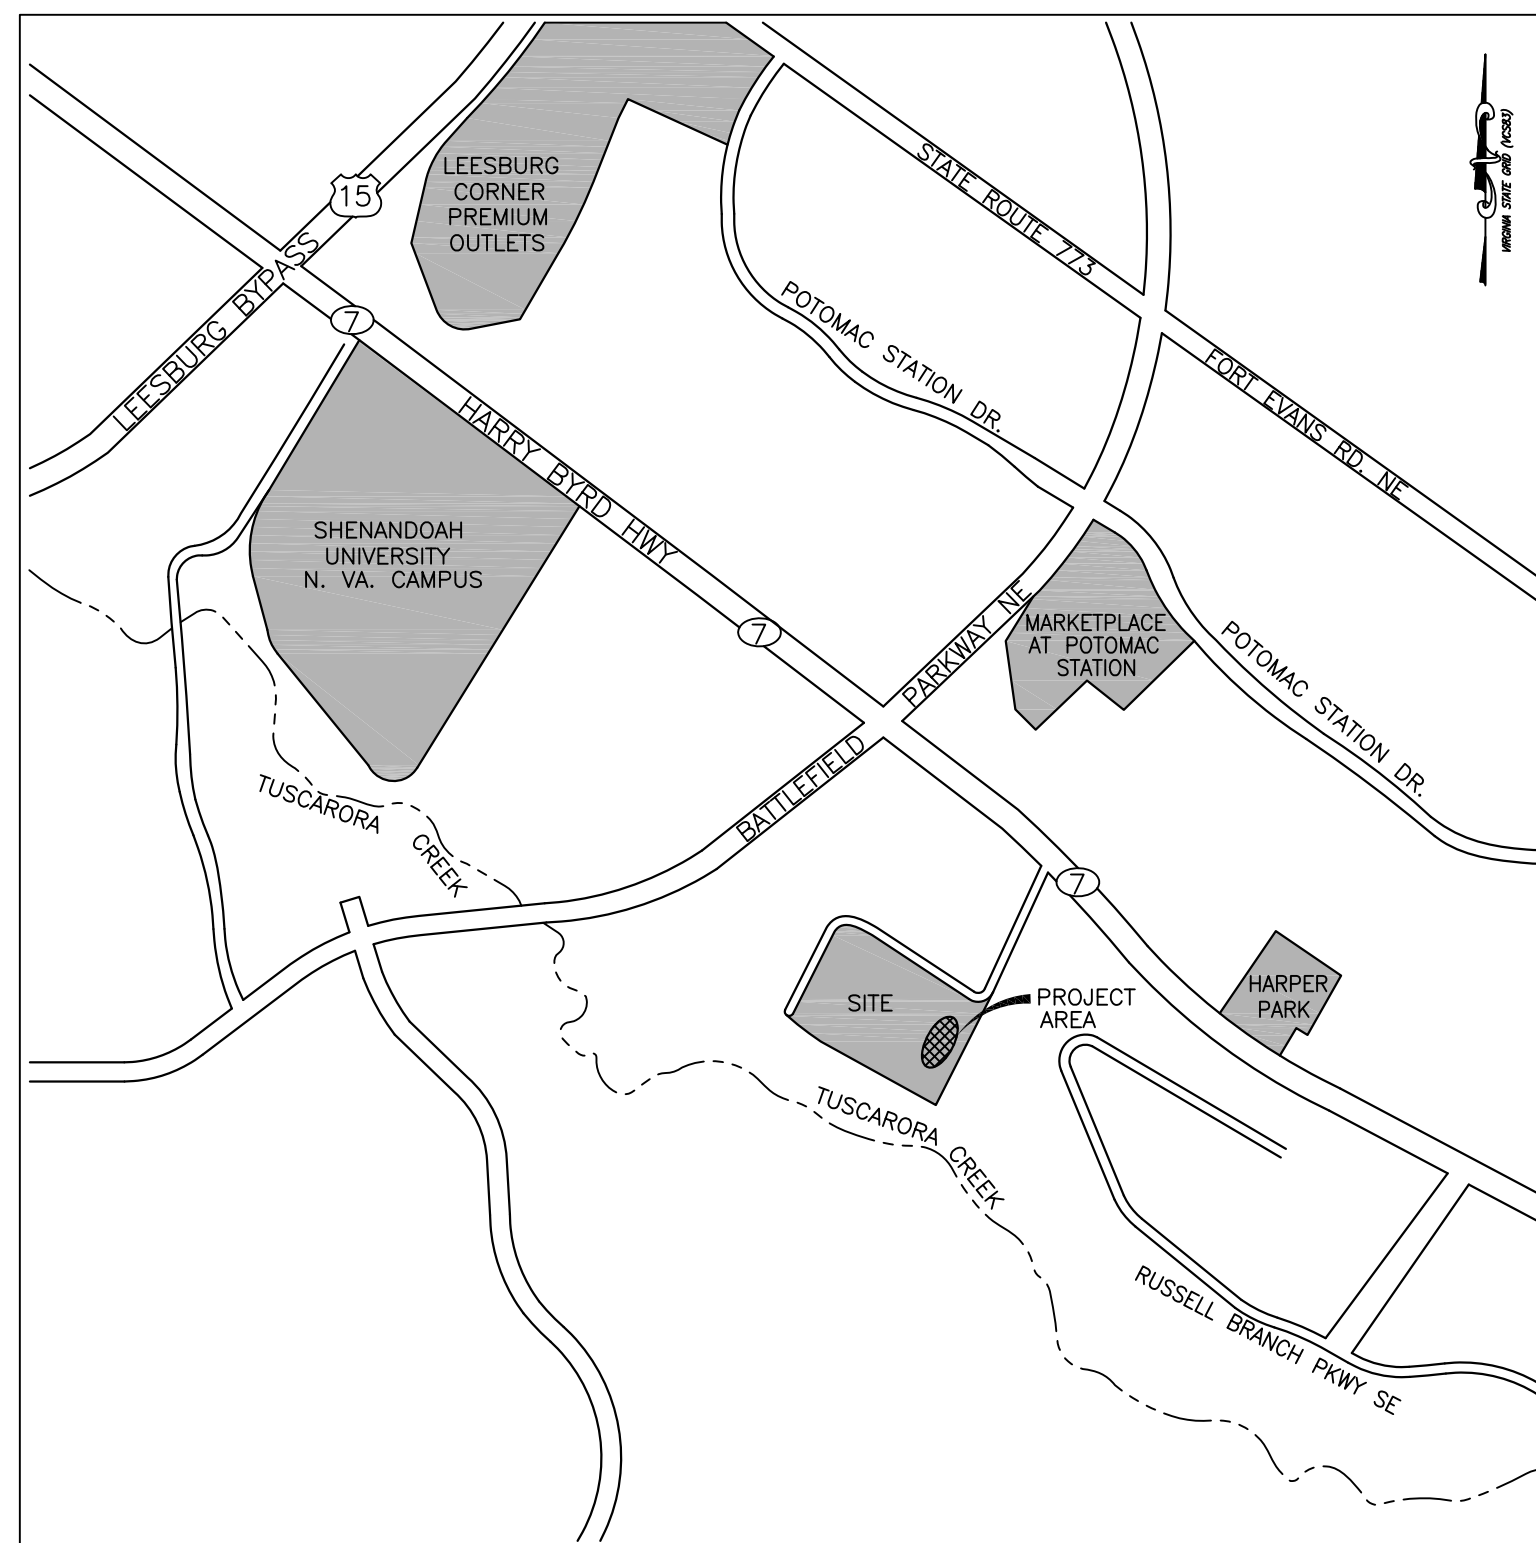 VIRGINIA STATE GRID (VCS83)
LEESBURG
CORNER
PREMIUM
OUTLETS
15
STATE ROUTE 773
LEESBURG BYPASS
7
POTOMAC STATION DR.
FORT EVANS RD. NE
HARRY BYRD HWY
SHENANDOAH
UNIVERSITY
N. VA. CAMPUS
7
PARKWAY NE
MARKETPLACE
AT POTOMAC
STATION
POTOMAC STATION DR.
BATTLEFIELD
TUSCARORA CREEK
7
SITE
PROJECT
AREA
HARPER
PARK
TUSCARORA CREEK
RUSSELL BRANCH PKWY SE